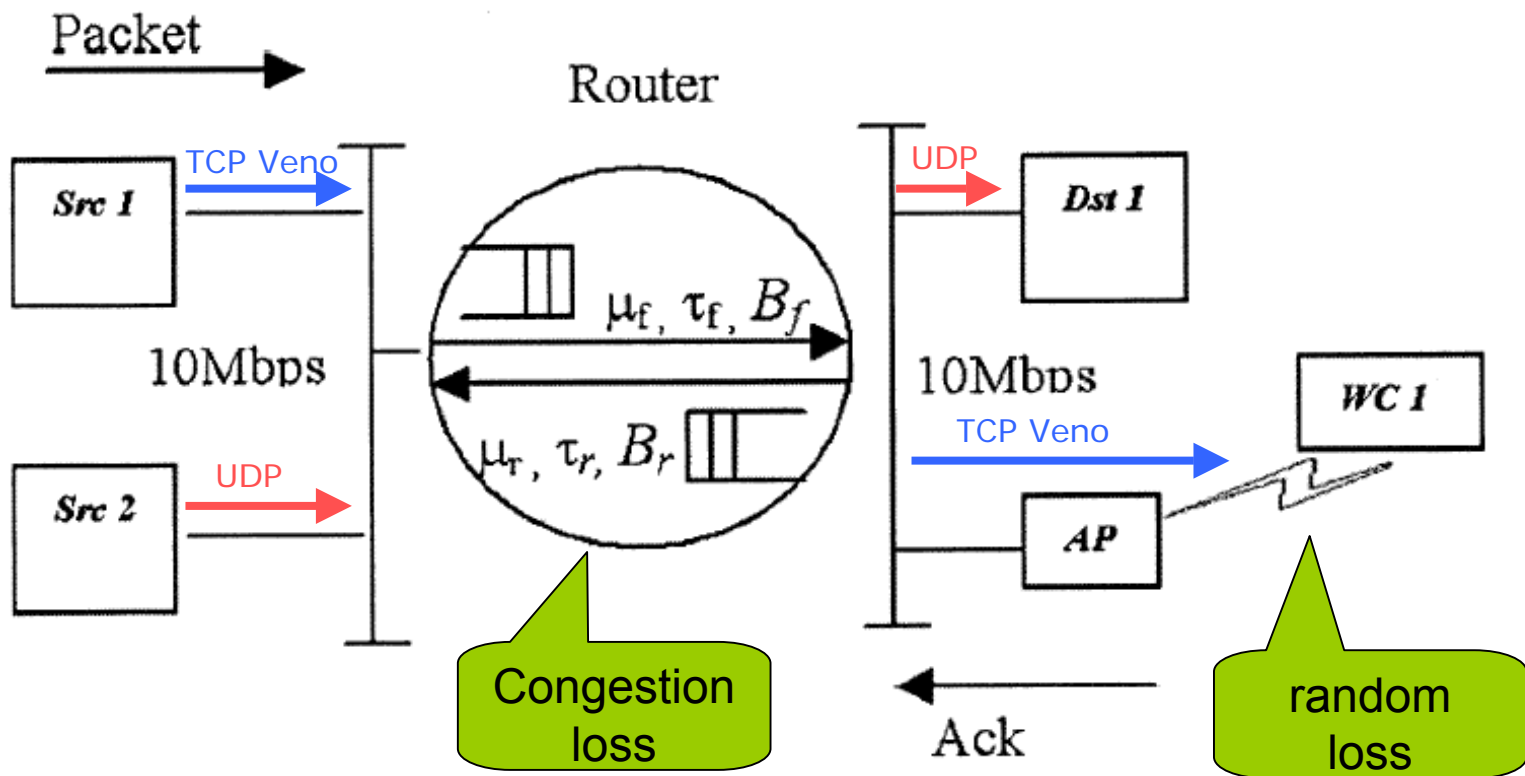 Packet
Router
TCP Veno
Src 1
UDP
Dst 1
μf, τf, Bf
10Mbps
10Mbps
WC 1
μr, τr, Br
TCP Veno
UDP
Src 2
AP
Congestion
loss
Ack
random
loss